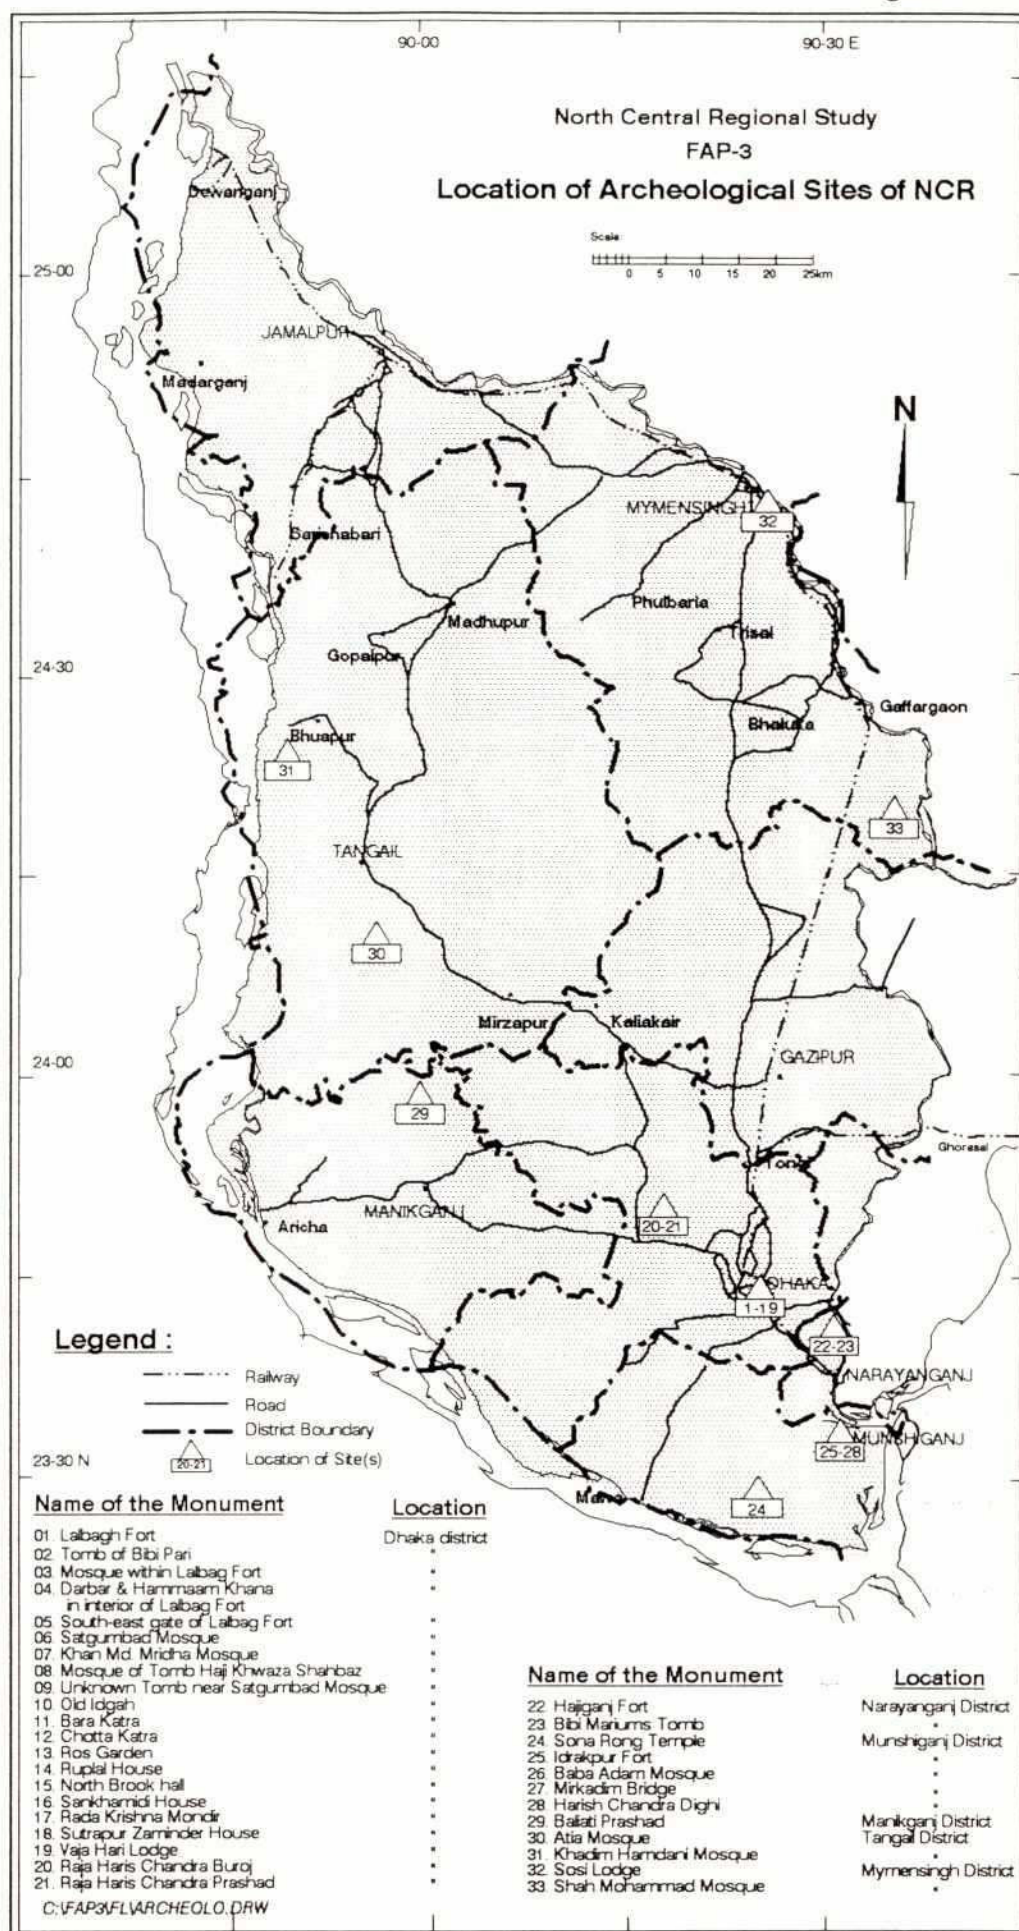 90-00
90-30 E
North Central Regional Study
FAP-3
Location of Archeological Sites of NCR
Scale:
0 5 10 15 20 25km
Dewanganj
25-00
JAMALPUR
Madarganj
N
MYMENSINGH
32
Sarishabari
Phulbaria
Madhupur
Trisal
Gopalpur
24-30
Gaffargaon
Bhaluka
Bhuapur
31
33
TANGAIL
30
Mirzapur
Kaliakair
GAZIPUR
24-00
29
Ghorasal
Tongi
MANIKGANJ
20-21
Aricha
DHAKA
1-19
22-23
NARAYANGANJ
MUNSHIGANJ
25-28
24
Mawa
Legend :
Railway
Road
District Boundary
20-21 Location of Site(s)
23-30 N
Name of the Monument Location
01. Lalbagh Fort Dhaka district
02. Tomb of Bibi Pari "
03. Mosque within Lalbag Fort "
04. Darbar & Hammaam Khana "
in interior of Lalbag Fort
05. South-east gate of Lalbag Fort "
06. Satgumbad Mosque "
07. Khan Md. Mridha Mosque "
08. Mosque of Tomb Haji Khwaza Shahbaz "
09. Unknown Tomb near Satgumbad Mosque "
10. Old Idgah "
11. Bara Katra "
12. Chotta Katra "
13. Ros Garden "
14. Ruplal House "
15. North Brook hall "
16. Sankhamidi House "
17. Rada Krishna Mondir "
18. Sutrapur Zaminder House "
19. Vaja Hari Lodge "
20. Raja Haris Chandra Buroj "
21. Raja Haris Chandra Prashad "
C:\FAP3\FL\ARCHEOLO.DRW
Name of the Monument Location
22. Hajiganj Fort Narayanganj District
23. Bibi Mariums Tomb "
24. Sona Rong Temple Munshiganj District
25. Idrakpur Fort "
26. Baba Adam Mosque "
27. Mirkadim Bridge "
28. Harish Chandra Dighi "
29. Baliati Prashad Manikganj District
30. Atia Mosque Tangail District
31. Khadim Hamdani Mosque "
32. Sosi Lodge Mymensingh District
33. Shah Mohammad Mosque "